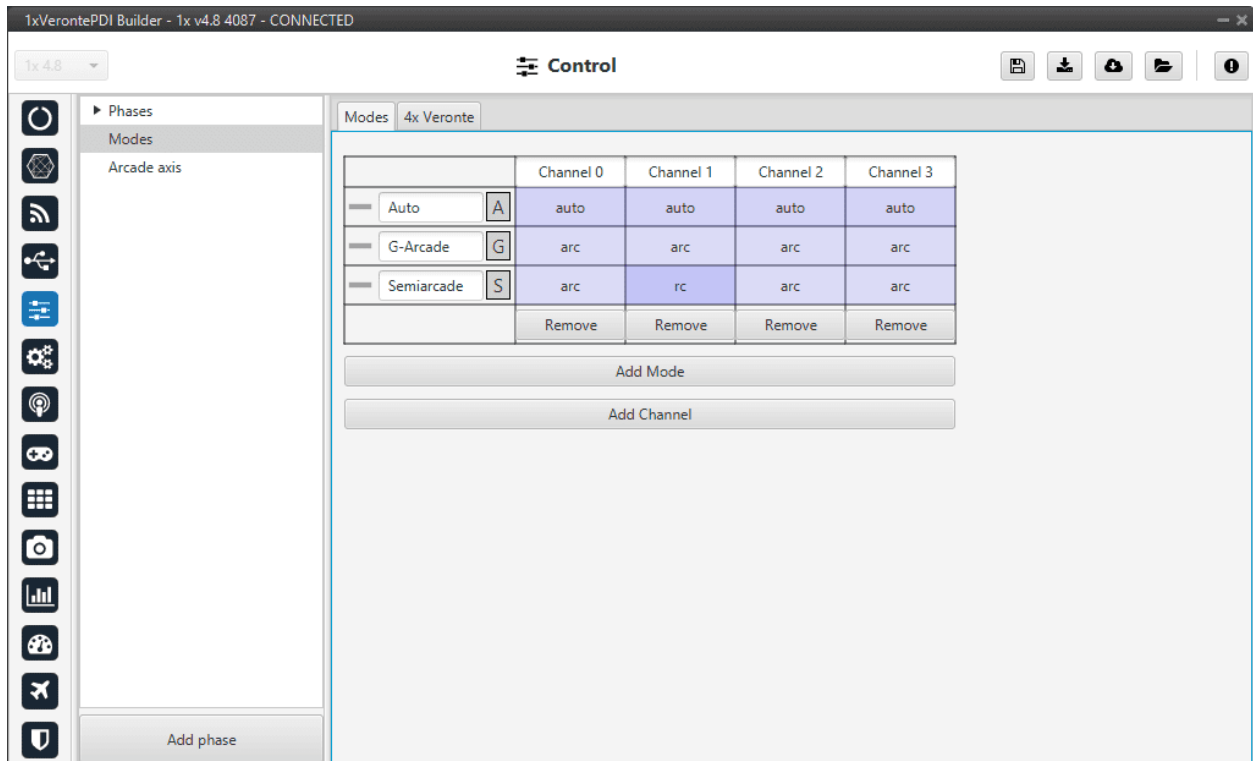 1xVerontePDI Builder - 1x v4.8 4087 - CONNECTED
1x 4.8
Control
Phases
Modes
Arcade axis
Add phase
Modes 4x Veronte
Channel 0 Channel 1 Channel 2 Channel 3
Auto A auto auto auto auto
G-Arcade G arc arc arc arc
Semiarcade S arc rc arc arc
Remove Remove Remove Remove
Add Mode
Add Channel